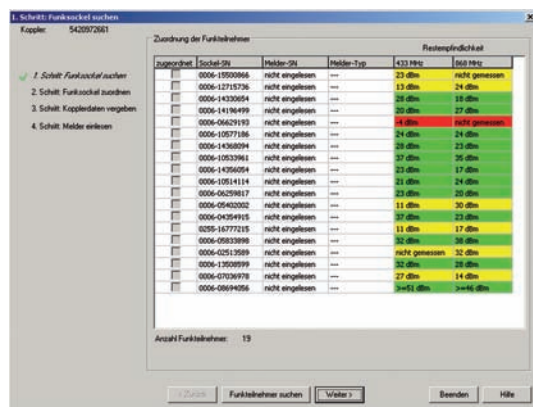 1. Schritt: Funksockel suchen
Koppler: 5420972661
1. Schritt: Funksockel suchen
2. Schritt: Funksockel zuordnen
3. Schritt: Kopplerdaten vergeben
4. Schritt: Melder einlesen
Zuordnung der Funkteilnehmer
Restempfindlichkeit
zugeordnet Sockel-SN Melder-SN Melder-Typ 433 MHz 868 MHz
0006-15500866 nicht eingelesen --- 23 dBm nicht gemessen
0006-12715736 nicht eingelesen --- 13 dBm 24 dBm
0006-14330654 nicht eingelesen --- 28 dBm 18 dBm
0006-14196499 nicht eingelesen --- 20 dBm 27 dBm
0006-06629193 nicht eingelesen --- -4 dBm nicht gemessen
0006-10577186 nicht eingelesen --- 24 dBm 24 dBm
0006-14368094 nicht eingelesen --- 28 dBm 23 dBm
0006-10533961 nicht eingelesen --- 37 dBm 35 dBm
0006-14356054 nicht eingelesen --- 23 dBm 17 dBm
0006-10514114 nicht eingelesen --- 21 dBm 24 dBm
0006-06259817 nicht eingelesen --- 23 dBm 20 dBm
0006-05402002 nicht eingelesen --- 11 dBm 30 dBm
0006-04354915 nicht eingelesen --- 37 dBm 23 dBm
0255-16777215 nicht eingelesen --- 11 dBm 17 dBm
0006-05833898 nicht eingelesen --- 32 dBm 38 dBm
0006-02513589 nicht eingelesen --- nicht gemessen 32 dBm
0006-13508599 nicht eingelesen --- 32 dBm 28 dBm
0006-07036978 nicht eingelesen --- 27 dBm 14 dBm
0006-08694056 nicht eingelesen --- >=51 dBm >=46 dBm
Anzahl Funkteilnehmer: 19
< Zurück Funkteilnehmer suchen Weiter > Beenden Hilfe